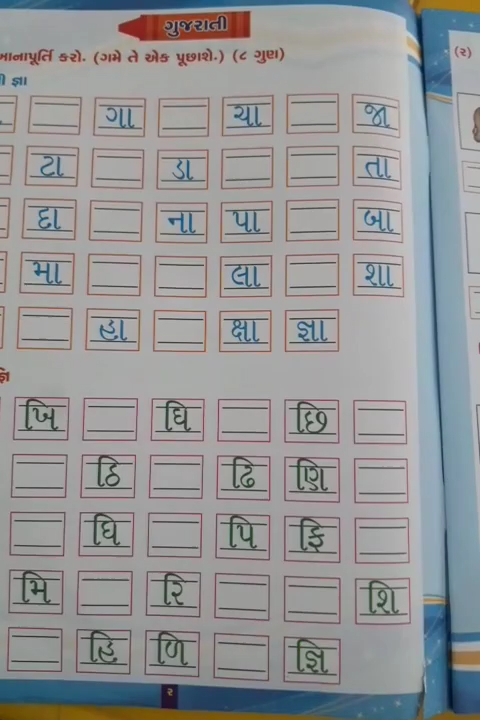 ગુજરાતી
કરો. (ગમે તે એક પૂછાશે.) (૮ ગુણ)
જ્ઞા
ગા ચા જા
ટા ડા તા
દા ના પા બા
મા લા શા
હા ક્ષા જ્ઞા
ખિ ઘિ છિ
ઠિ ઢિ ણિ
ધિ પિ ફિ
મિ રિ શિ
હિ ળિ જ્ઞિ
૨
(૨)